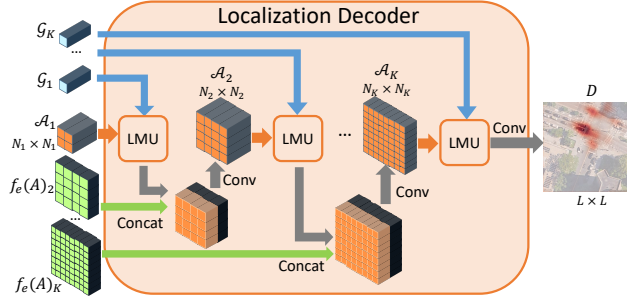 Localization Decoder
𝒢_K
...
𝒢_1
𝒜_1
N_1 × N_1
f_e(A)_2
...
f_e(A)_K
LMU
Concat
𝒜_2
N_2 × N_2
Conv
LMU
Concat
...
𝒜_K
N_K × N_K
Conv
LMU
Conv
D
L × L